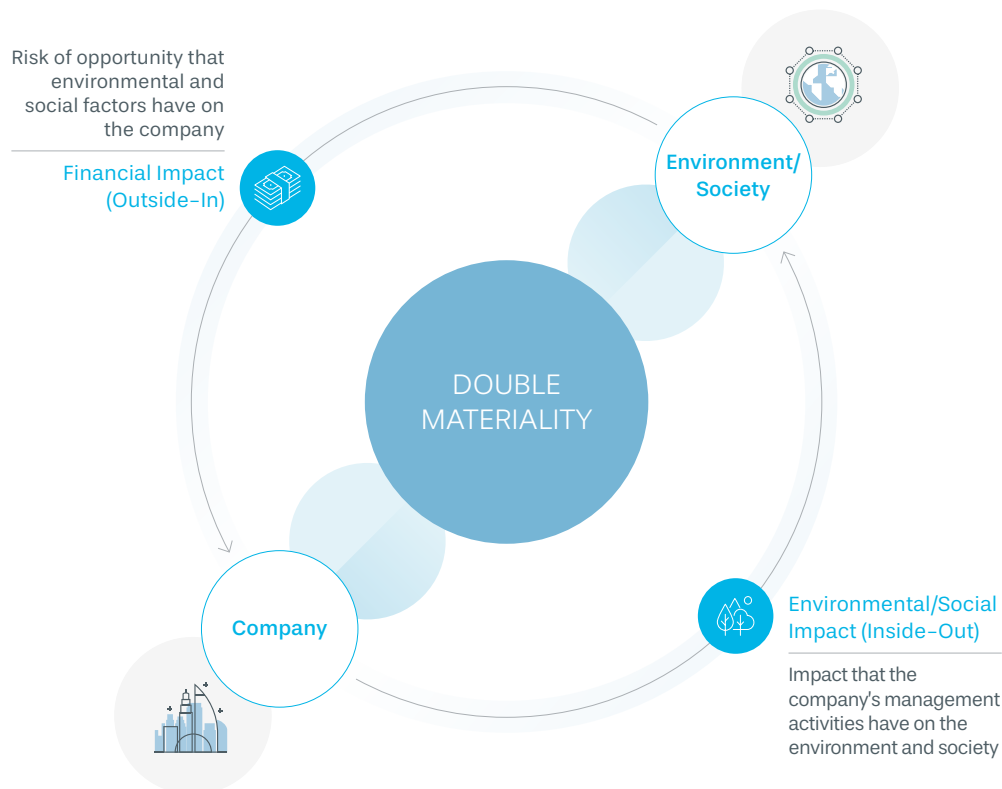 Risk of opportunity that
environmental and
social factors have on
the company
Financial Impact
(Outside-In)
Environment/
Society
DOUBLE
MATERIALITY
Company
Environmental/Social
Impact (Inside-Out)
Impact that the
company's management
activities have on the
environment and society